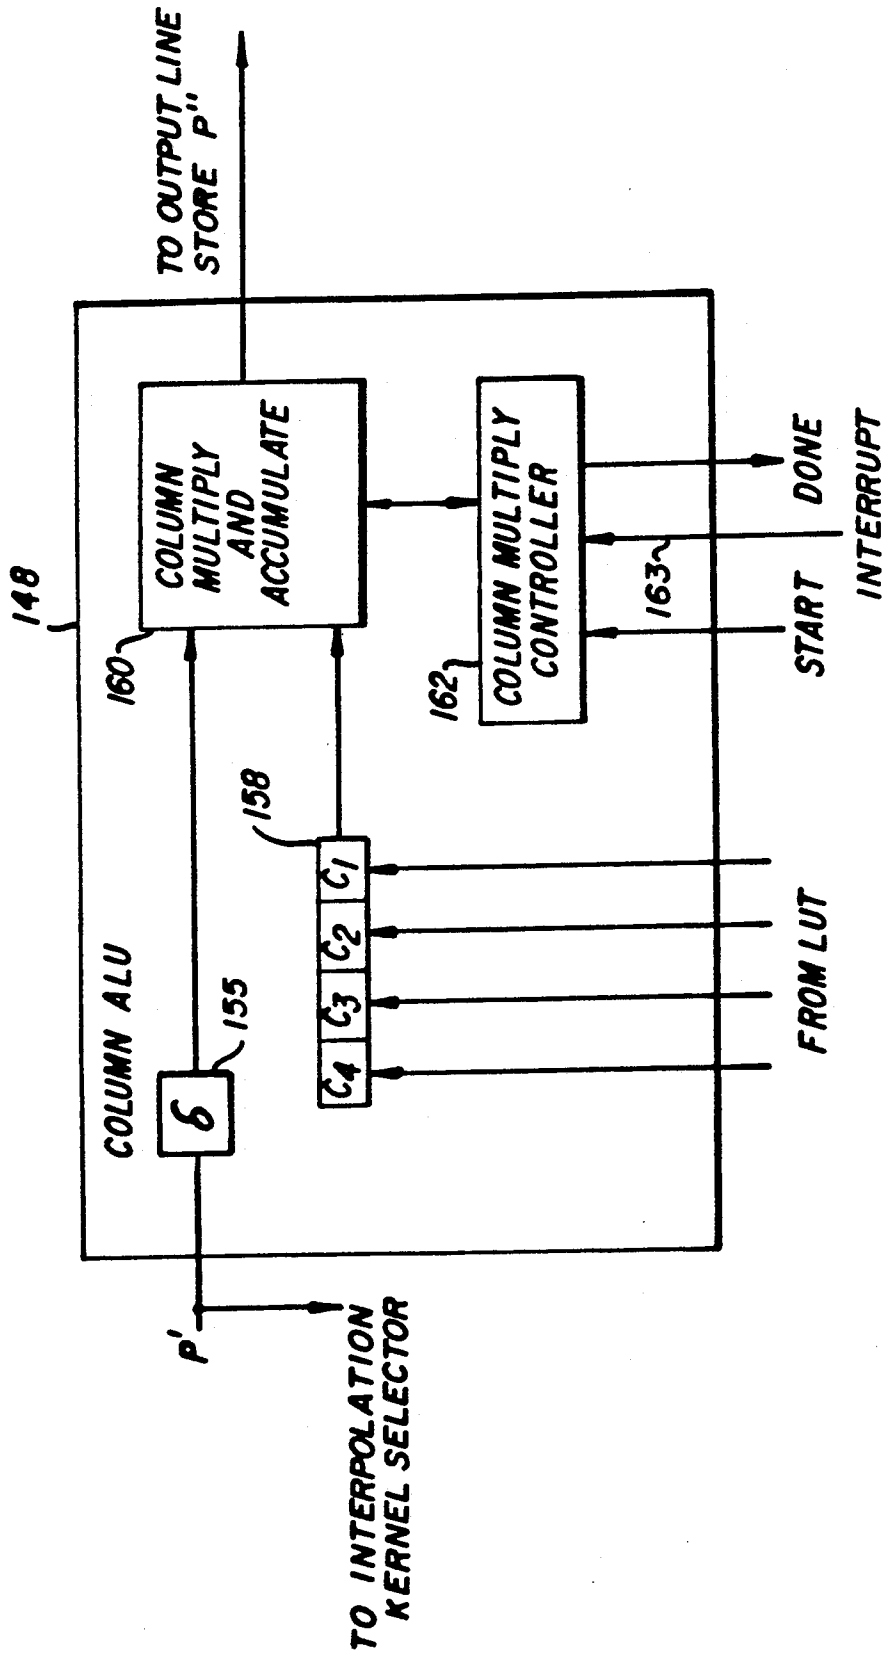 148
COLUMN ALU
P'
δ
155
TO INTERPOLATION
KERNEL SELECTOR
160
COLUMN
MULTIPLY
AND
ACCUMULATE
TO OUTPUT LINE
STORE P''
158
C4 C3 C2 C1
FROM LUT
162
COLUMN MULTIPLY
CONTROLLER
163
START
DONE
INTERRUPT